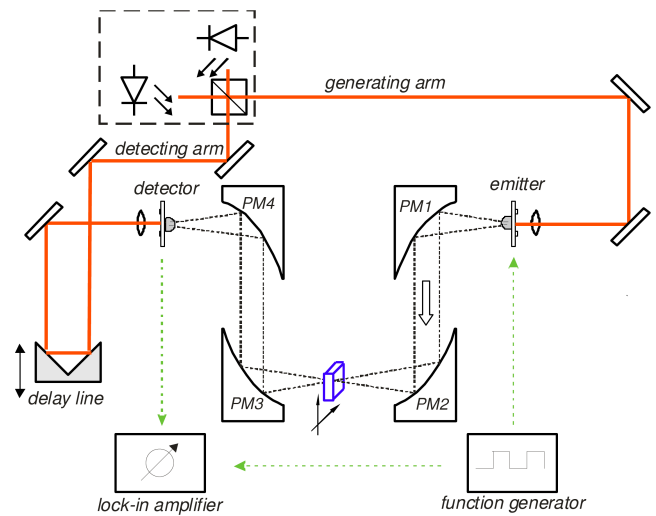 generating arm
detecting arm
detector
PM4
PM1
emitter
delay line
PM3
PM2
lock-in amplifier
function generator